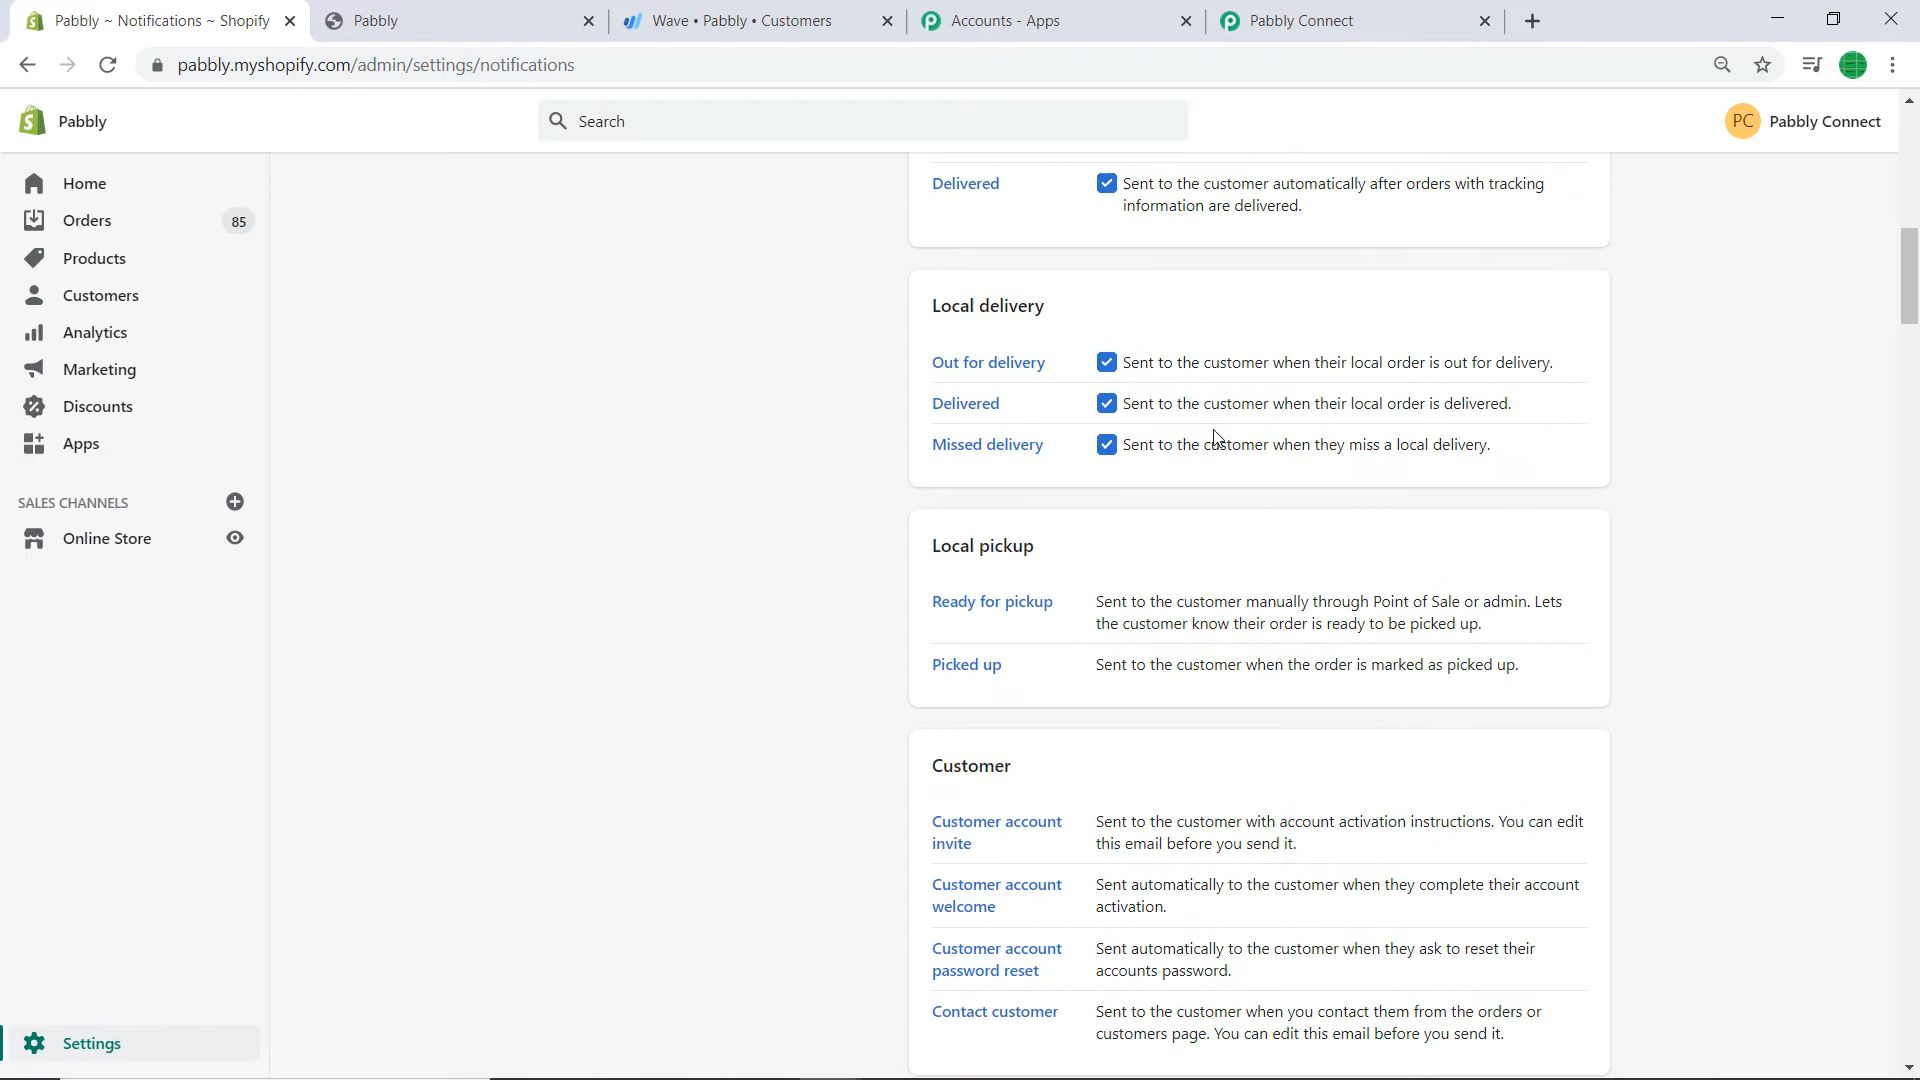 Pabbly ~ Notifications ~ Shopify
Pabbly
Wave • Pabbly • Customers
Accounts - Apps
Pabbly Connect
pabbly.myshopify.com/admin/settings/notifications
Pabbly
Search
PC
Pabbly Connect
Home
Orders
85
Products
Customers
Analytics
Marketing
Discounts
Apps
SALES CHANNELS
Online Store
Settings
Delivered
Sent to the customer automatically after orders with tracking
information are delivered.
Local delivery
Out for delivery
Sent to the customer when their local order is out for delivery.
Delivered
Sent to the customer when their local order is delivered.
Missed delivery
Sent to the customer when they miss a local delivery.
Local pickup
Ready for pickup
Sent to the customer manually through Point of Sale or admin. Lets
the customer know their order is ready to be picked up.
Picked up
Sent to the customer when the order is marked as picked up.
Customer
Customer account
invite
Sent to the customer with account activation instructions. You can edit
this email before you send it.
Customer account
welcome
Sent automatically to the customer when they complete their account
activation.
Customer account
password reset
Sent automatically to the customer when they ask to reset their
accounts password.
Contact customer
Sent to the customer when you contact them from the orders or
customers page. You can edit this email before you send it.